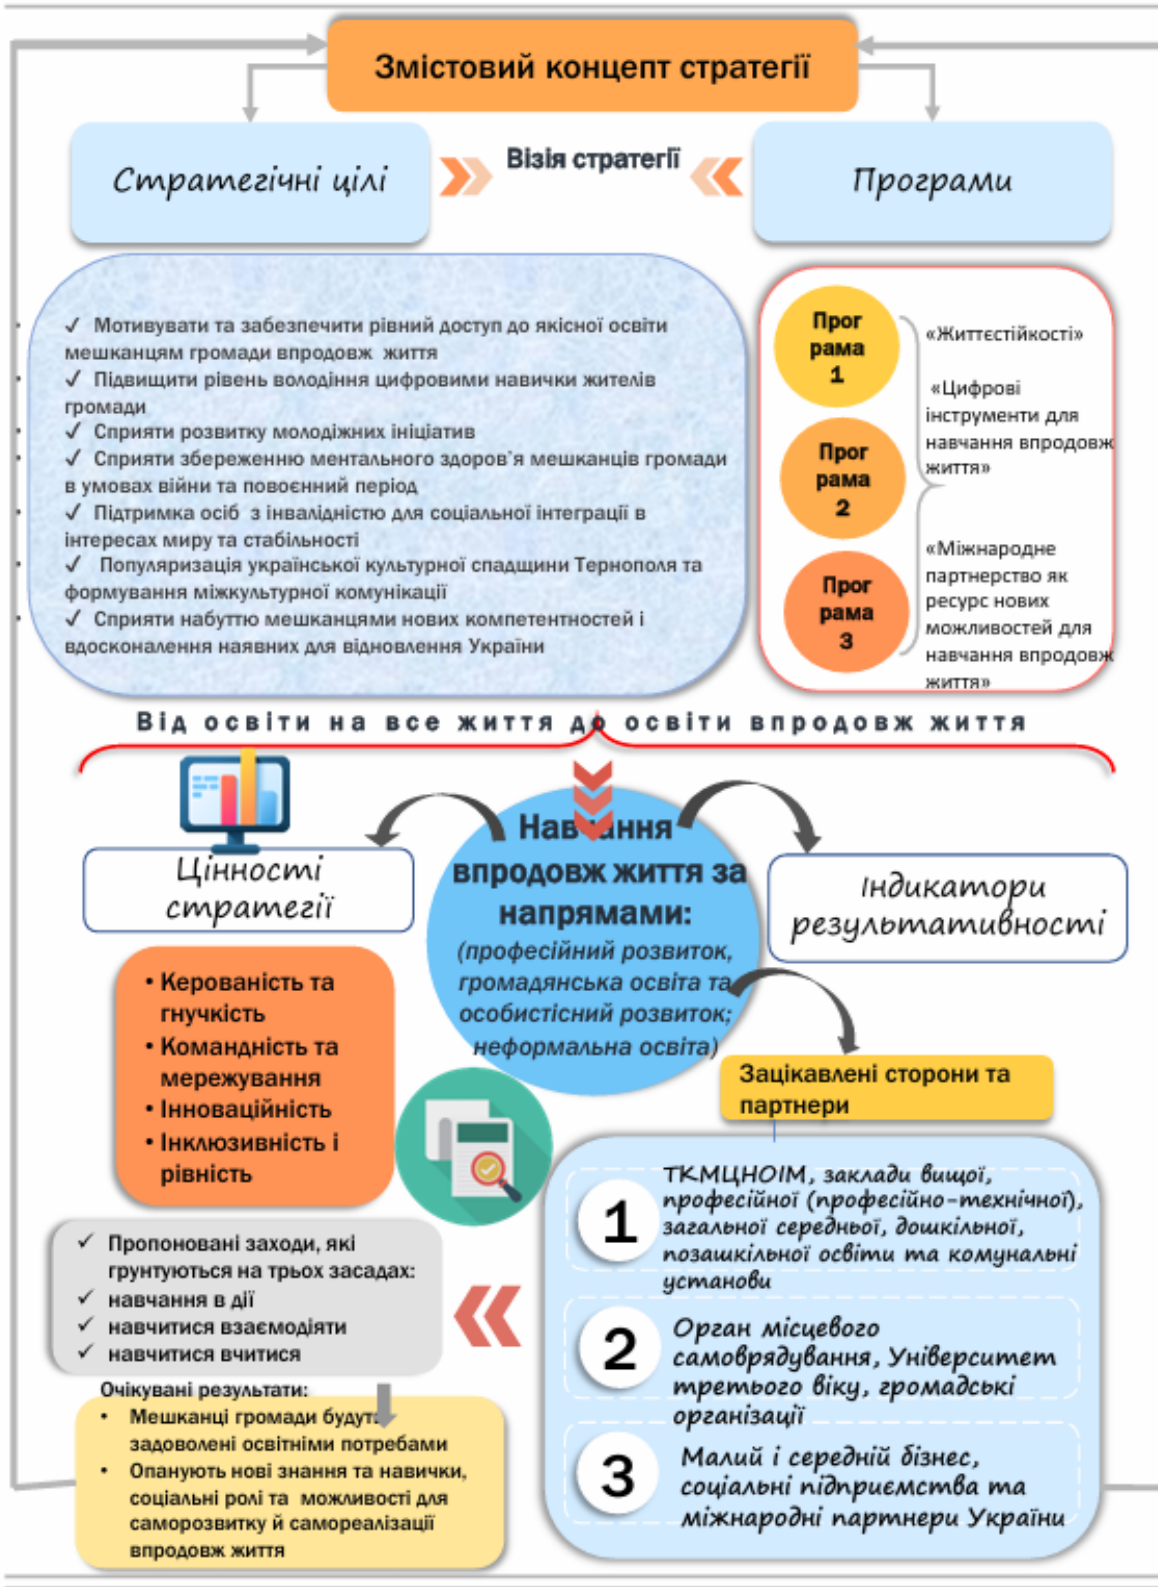 Змістовий концепт стратегії
Стратегічні цілі
Візія стратегії
Програми
✓ Мотивувати та забезпечити рівний доступ до якісної освіти
мешканцям громади впродовж життя
✓ Підвищити рівень володіння цифровими навички жителів
громади
✓ Сприяти розвитку молодіжних ініціатив
✓ Сприяти збереженню ментального здоров'я мешканців громади
в умовах війни та повоєнний період
✓ Підтримка осіб з інвалідністю для соціальної інтеграції в
інтересах миру та стабільності
✓ Популяризація української культурної спадщини Тернополя та
формування міжкультурної комунікації
✓ Сприяти набуттю мешканцями нових компетентностей і
вдосконалення наявних для відновлення України
Прог
рама
1
«Життєстійкості»
Прог
рама
2
«Цифрові
інструменти для
навчання впродовж
життя»
Прог
рама
3
«Міжнародне
партнерство як
ресурс нових
можливостей для
навчання впродовж
життя»
Від освіти на все життя до освіти впродовж життя
Цінності
стратегії
Навчання
впродовж життя за
напрямами:
(професійний розвиток,
громадянська освіта та
особистісний розвиток;
неформальна освіта)
Індикатори
результативності
• Керованість та
гнучкість
• Командність та
мережування
• Інноваційність
• Інклюзивність і
рівність
Зацікавлені сторони та
партнери
1
ТКМЦНОІМ, заклади вищої,
професійної (професійно-технічної),
загальної середньої, дошкільної,
позашкільної освіти та комунальні
установи
2
Орган місцевого
самоврядування, Університет
третього віку, громадські
організації
3
Малий і середній бізнес,
соціальні підприємства та
міжнародні партнери України
✓ Пропоновані заходи, які
грунтуються на трьох засадах:
✓ навчання в дії
✓ навчитися взаємодіяти
✓ навчитися вчитися
Очікувані результати:
• Мешканці громади будуть
задоволені освітніми потребами
• Опанують нові знання та навички,
соціальні ролі та можливості для
саморозвитку й самореалізації
впродовж життя